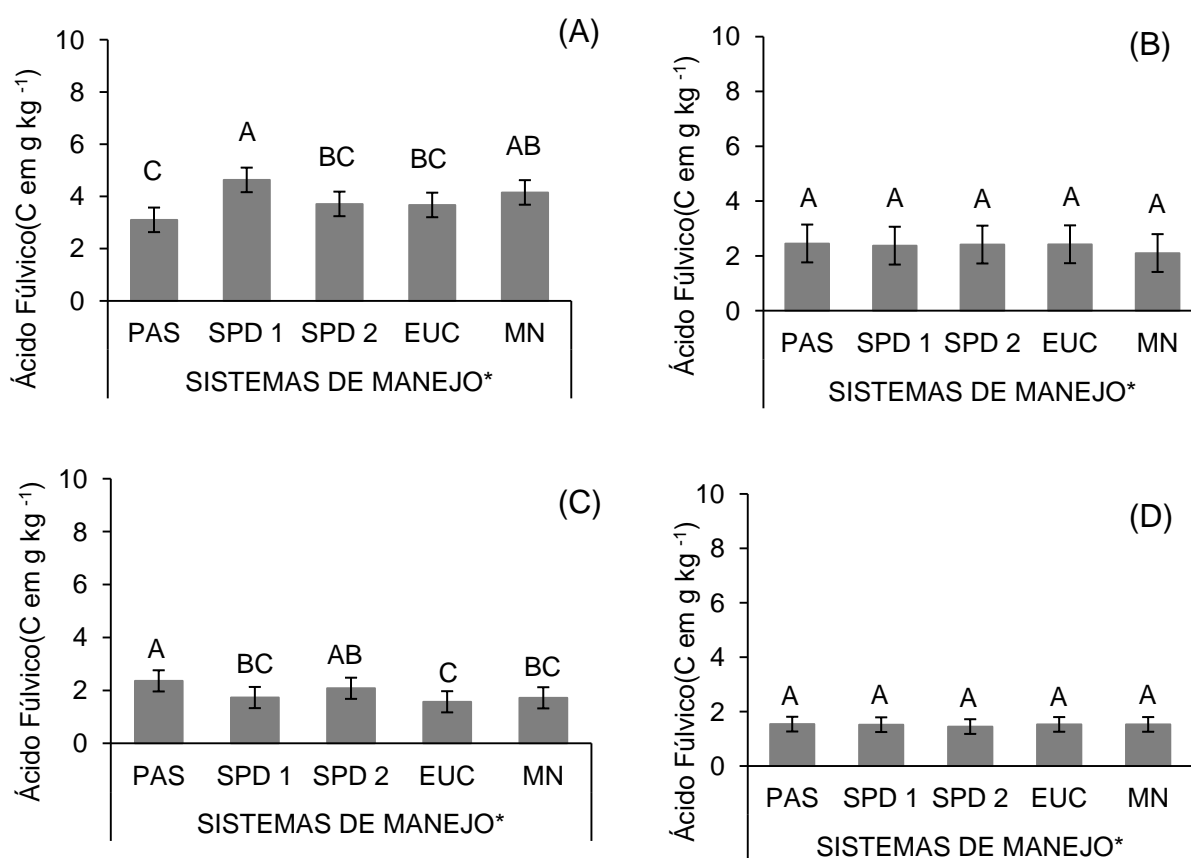 (A)
Ácido Fúlvico(C em g kg -1)
10
8
6
4
2
0
C
A
BC
BC
AB
PAS SPD 1 SPD 2 EUC MN
SISTEMAS DE MANEJO*
(B)
Ácido Fúlvico(C em g kg -1)
10
8
6
4
2
0
A
A
A
A
A
PAS SPD 1 SPD 2 EUC MN
SISTEMAS DE MANEJO*
(C)
Ácido Fúlvico(C em g kg -1)
10
8
6
4
2
0
A
BC
AB
C
BC
PAS SPD 1 SPD 2 EUC MN
SISTEMAS DE MANEJO*
(D)
Ácido Fúlvico(C em g kg -1)
10
8
6
4
2
0
A
A
A
A
A
PAS SPD 1 SPD 2 EUC MN
SISTEMAS DE MANEJO*